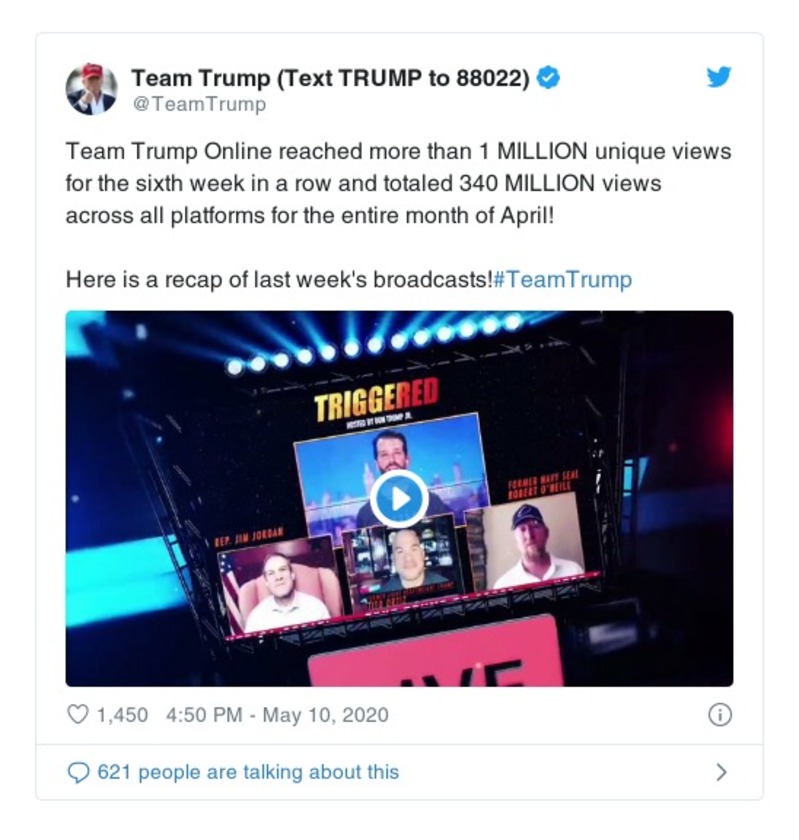 Team Trump (Text TRUMP to 88022)
@TeamTrump
Team Trump Online reached more than 1 MILLION unique views
for the sixth week in a row and totaled 340 MILLION views
across all platforms for the entire month of April!
Here is a recap of last week's broadcasts!#TeamTrump
TRIGGERED
HOSTED BY DON TRUMP JR.
FORMER NAVY SEAL
ROBERT O'NEILL
REP. JIM JORDAN
TITO ORTIZ
LIVE
1,450 4:50 PM - May 10, 2020
621 people are talking about this